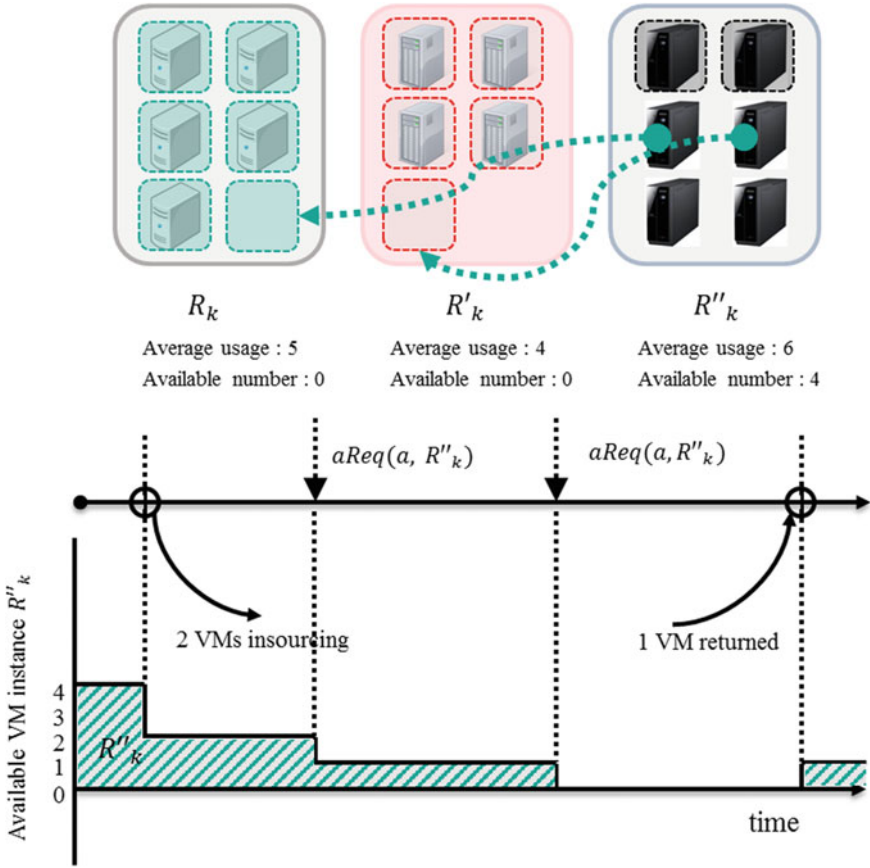 R_k
Average usage : 5
Available number : 0
R'_k
Average usage : 4
Available number : 0
R''_k
Average usage : 6
Available number : 4
aReq(a, R''_k)
aReq(a, R''_k)
2 VMs insourcing
1 VM returned
Available VM instance R''_k
4
3
2
1
0
R''_k
time